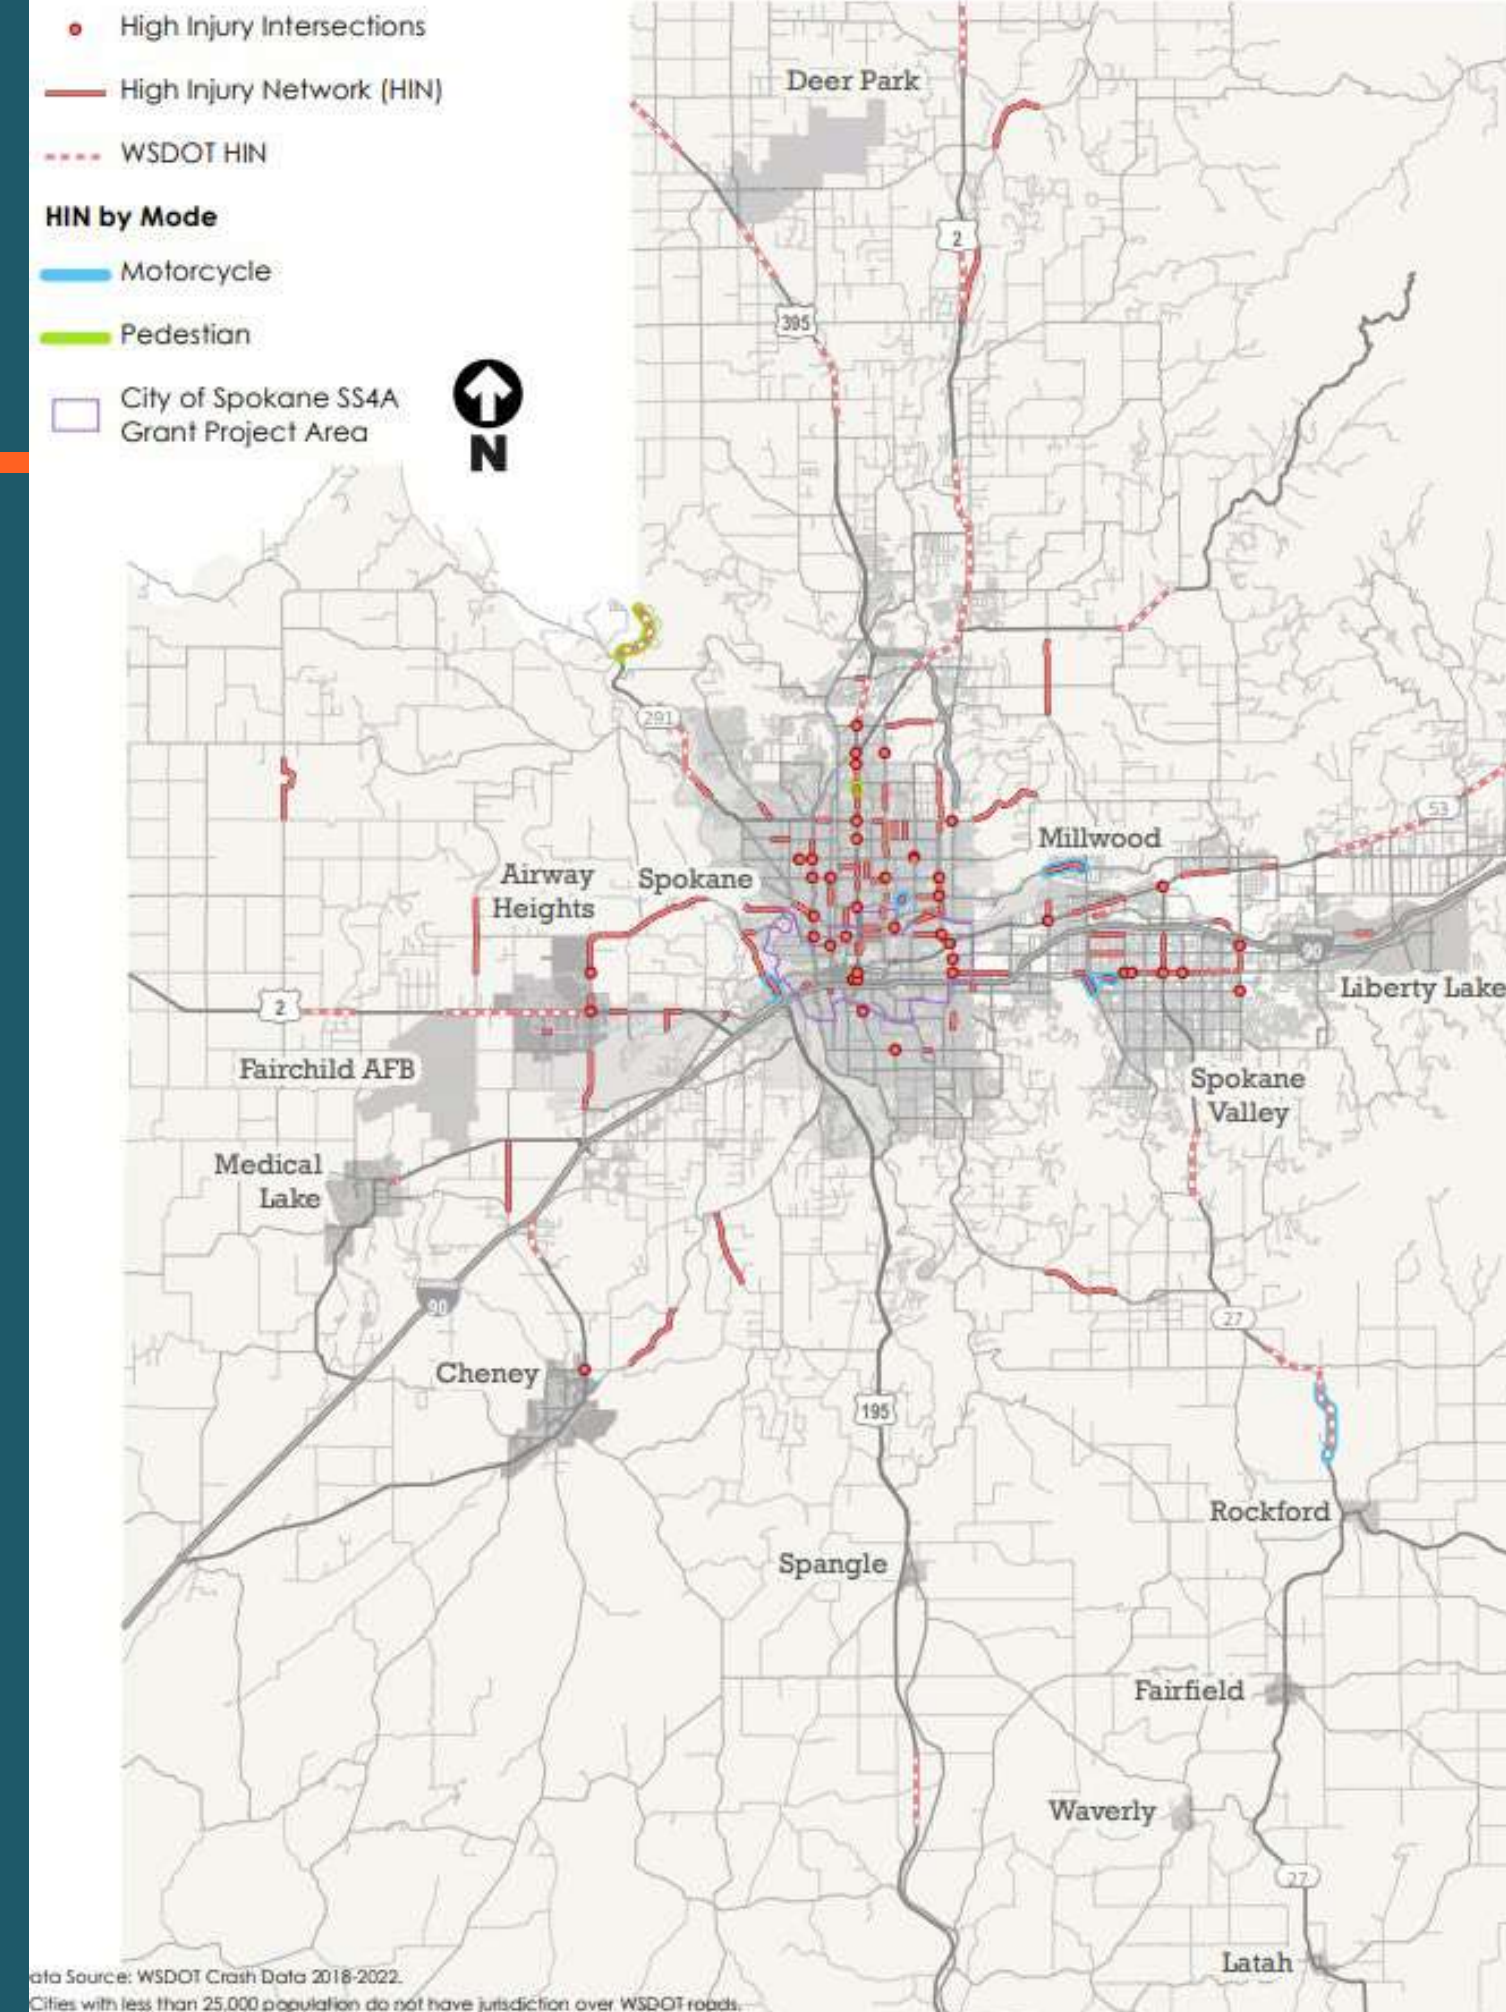 High Injury Intersections
High Injury Network (HIN)
WSDOT HIN
HIN by Mode
Motorcycle
Pedestian
City of Spokane SS4A
Grant Project Area
N
Deer Park
2
395
291
53
Millwood
Airway
Heights
Spokane
90
Liberty Lake
2
Fairchild AFB
Spokane
Valley
Medical
Lake
90
27
Cheney
195
Rockford
Spangle
Fairfield
Waverly
27
Latah
ata Source: WSDOT Crash Data 2018-2022.
Cities with less than 25,000 population do not have jurisdiction over WSDOT roads.